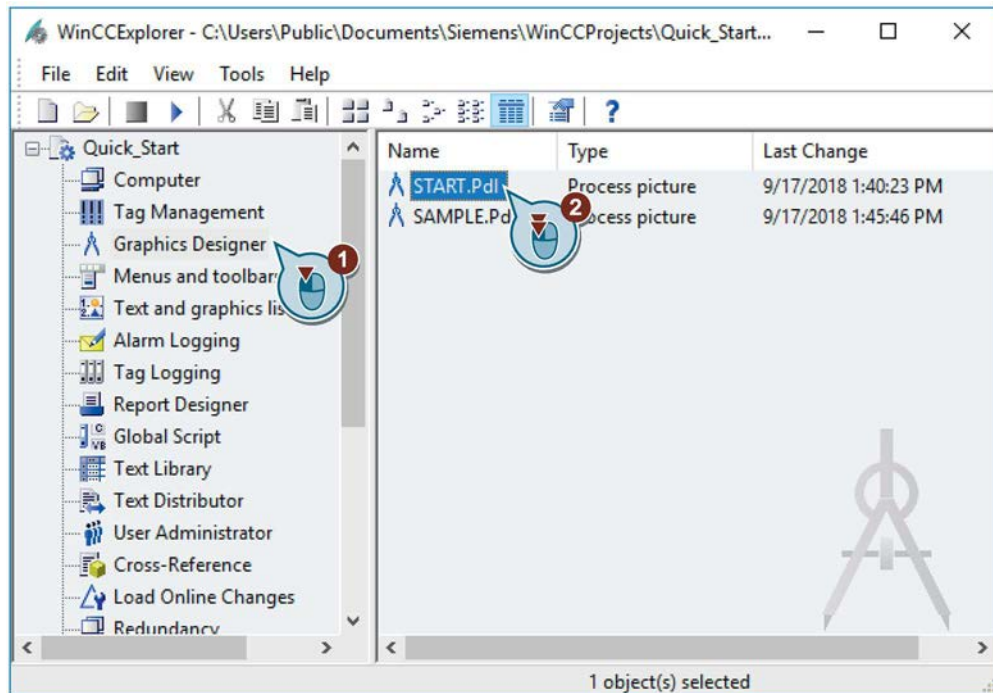 WinCCExplorer - C:\Users\Public\Documents\Siemens\WinCCProjects\Quick_Start...
File Edit View Tools Help
Quick_Start
Computer
Tag Management
Graphics Designer
1
Menus and toolbar
Text and graphics lis
Alarm Logging
Tag Logging
Report Designer
Global Script
Text Library
Text Distributor
User Administrator
Cross-Reference
Load Online Changes
Redundancy
Name Type Last Change
START.Pdl Process picture 9/17/2018 1:40:23 PM
SAMPLE.Pd 2 ocess picture 9/17/2018 1:45:46 PM
1 object(s) selected